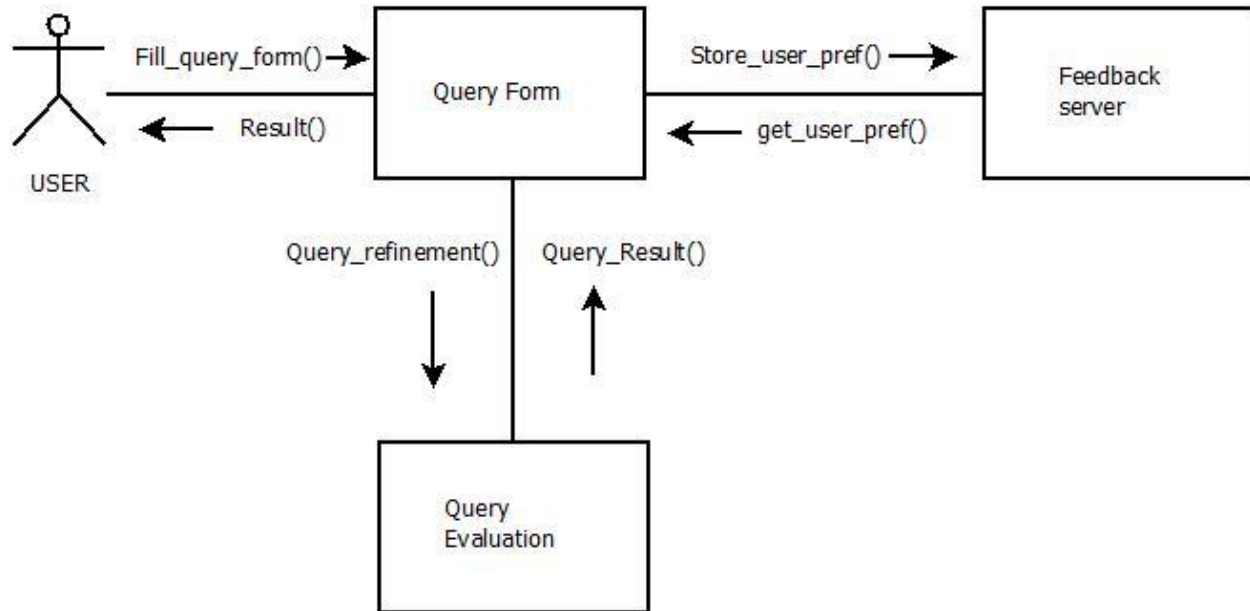 Fill_query_form()
Store_user_pref()
Query Form
Feedback
server
Result()
get_user_pref()
USER
Query_refinement()
Query_Result()
Query
Evaluation